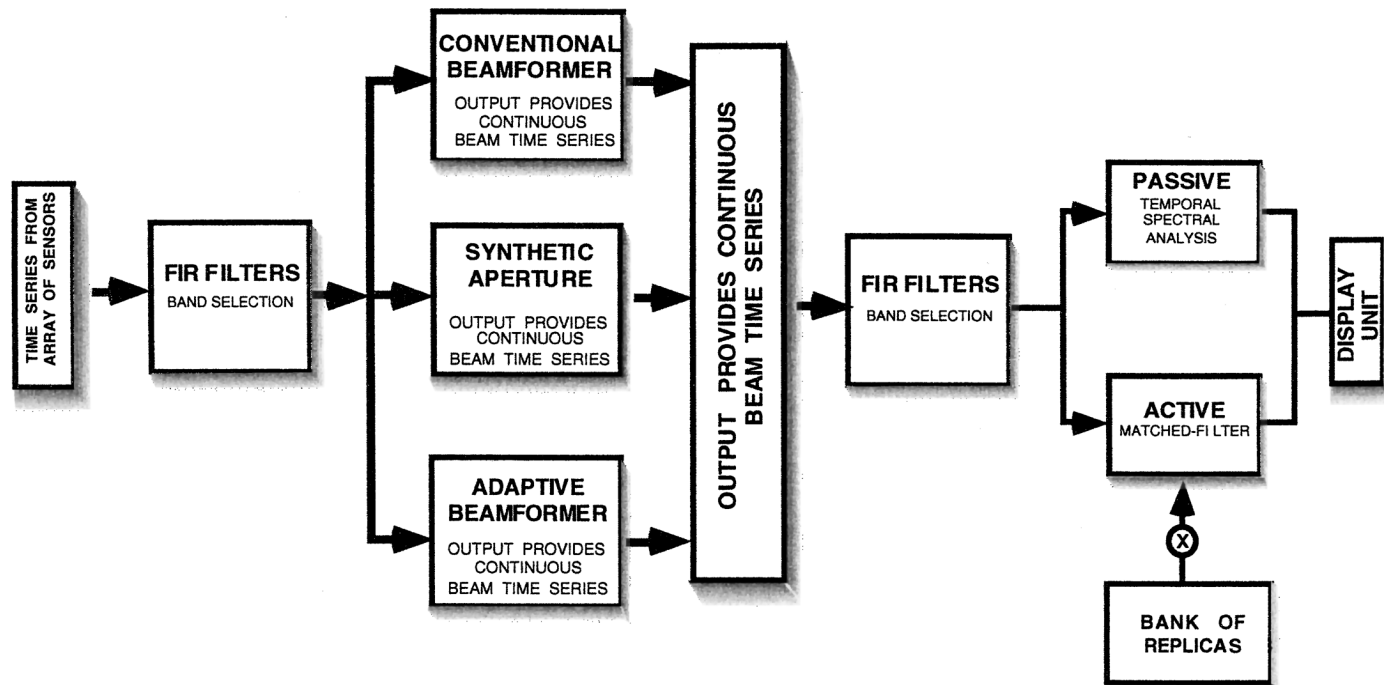 TIME SERIES FROM
ARRAY OF SENSORS
FIR FILTERS
BAND SELECTION
CONVENTIONAL
BEAMFORMER
OUTPUT PROVIDES
CONTINUOUS
BEAM TIME SERIES
SYNTHETIC
APERTURE
OUTPUT PROVIDES
CONTINUOUS
BEAM TIME SERIES
ADAPTIVE
BEAMFORMER
OUTPUT PROVIDES
CONTINUOUS
BEAM TIME SERIES
OUTPUT PROVIDES CONTINUOUS
BEAM TIME SERIES
FIR FILTERS
BAND SELECTION
PASSIVE
TEMPORAL
SPECTRAL
ANALYSIS
ACTIVE
MATCHED-FILTER
X
BANK OF
REPLICAS
DISPLAY
UNIT